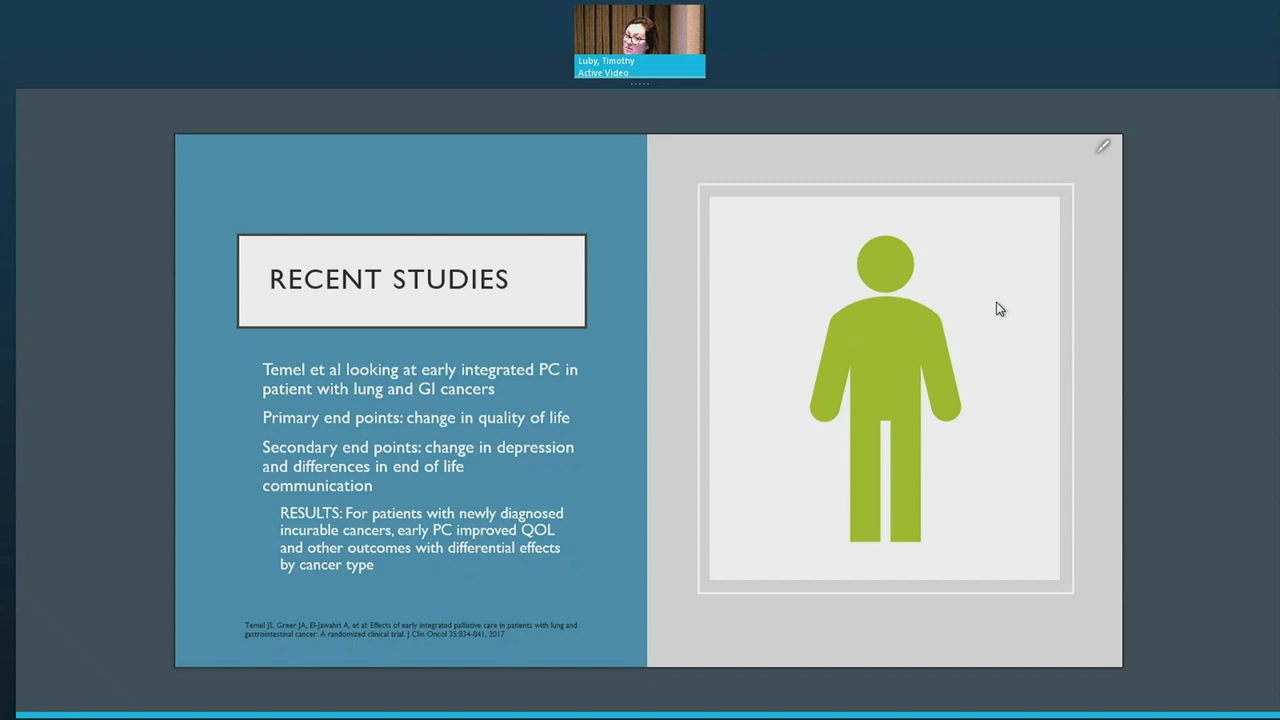 Luby, Timothy
Active Video
RECENT STUDIES
Temel et al looking at early integrated PC in
patient with lung and GI cancers
Primary end points: change in quality of life
Secondary end points: change in depression
and differences in end of life
communication
RESULTS: For patients with newly diagnosed
incurable cancers, early PC improved QOL
and other outcomes with differential effects
by cancer type
Temel JS, Greer JA, El-Jawahri A, et al: Effects of early integrated palliative care in patients with lung and
gastrointestinal cancer: A randomized clinical trial. J Clin Oncol 35:834-841, 2017